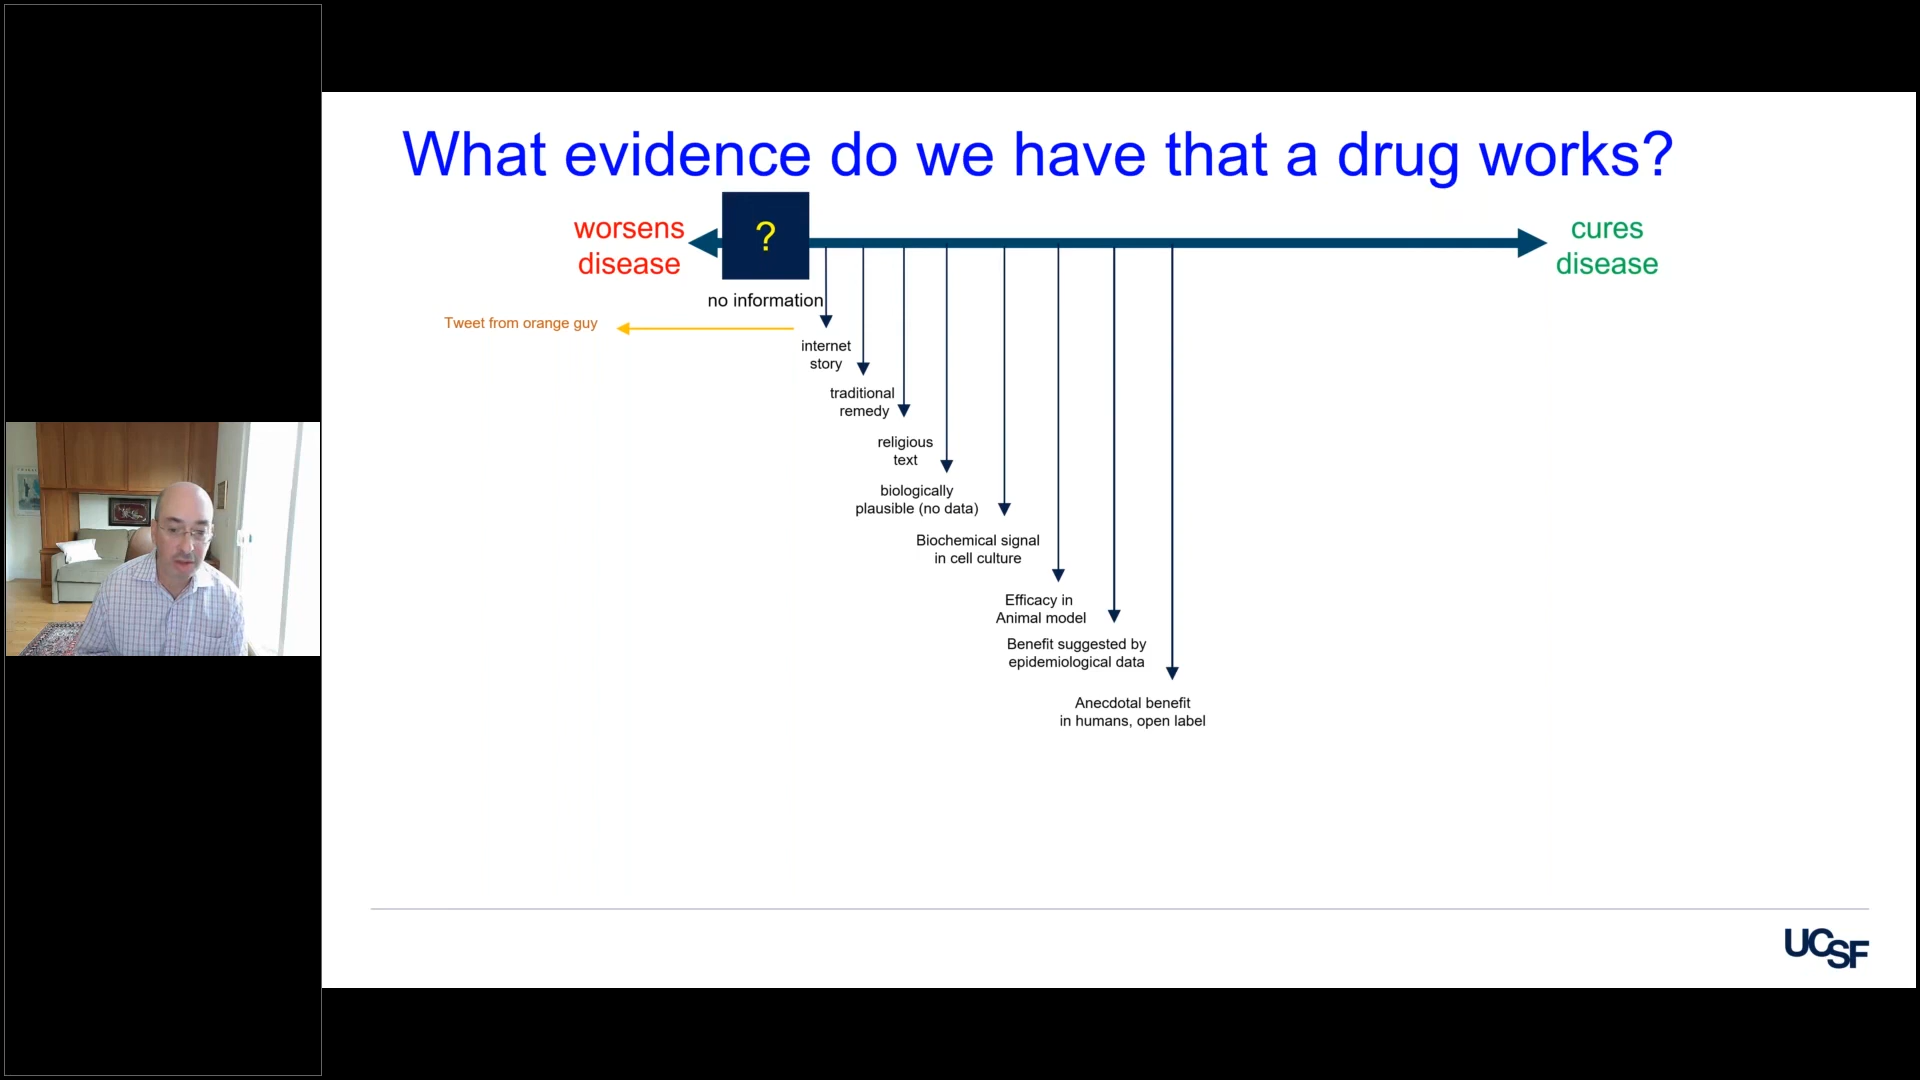 What evidence do we have that a drug works?
worsens
disease
?
cures
disease
no information
Tweet from orange guy
internet
story
traditional
remedy
religious
text
biologically
plausible (no data)
Biochemical signal
in cell culture
Efficacy in
Animal model
Benefit suggested by
epidemiological data
Anecdotal benefit
in humans, open label
UCSF